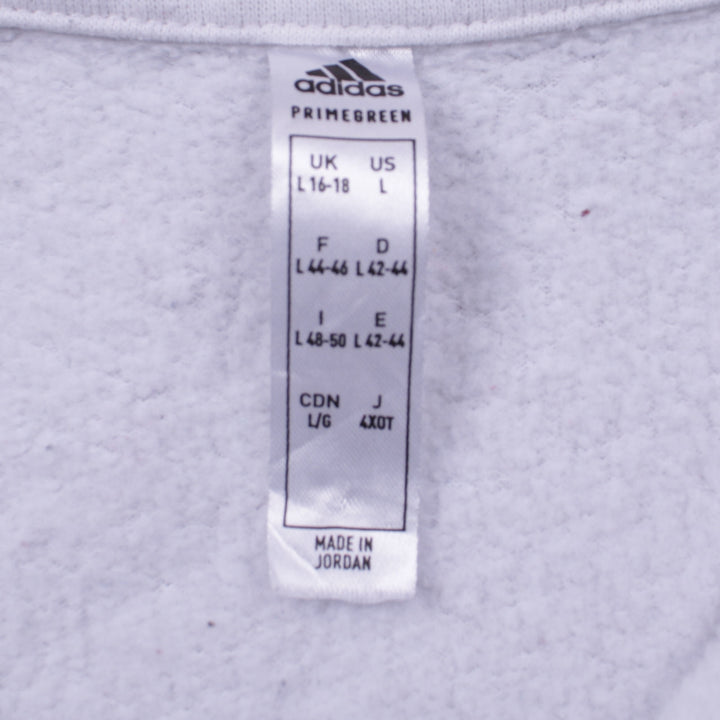 adidas
PRIMEGREEN
UK US
L 16-18 L
F D
L 44-46 L 42-44
I E
L 48-50 L 42-44
CDN J
L/G 4XOT
MADE IN
JORDAN